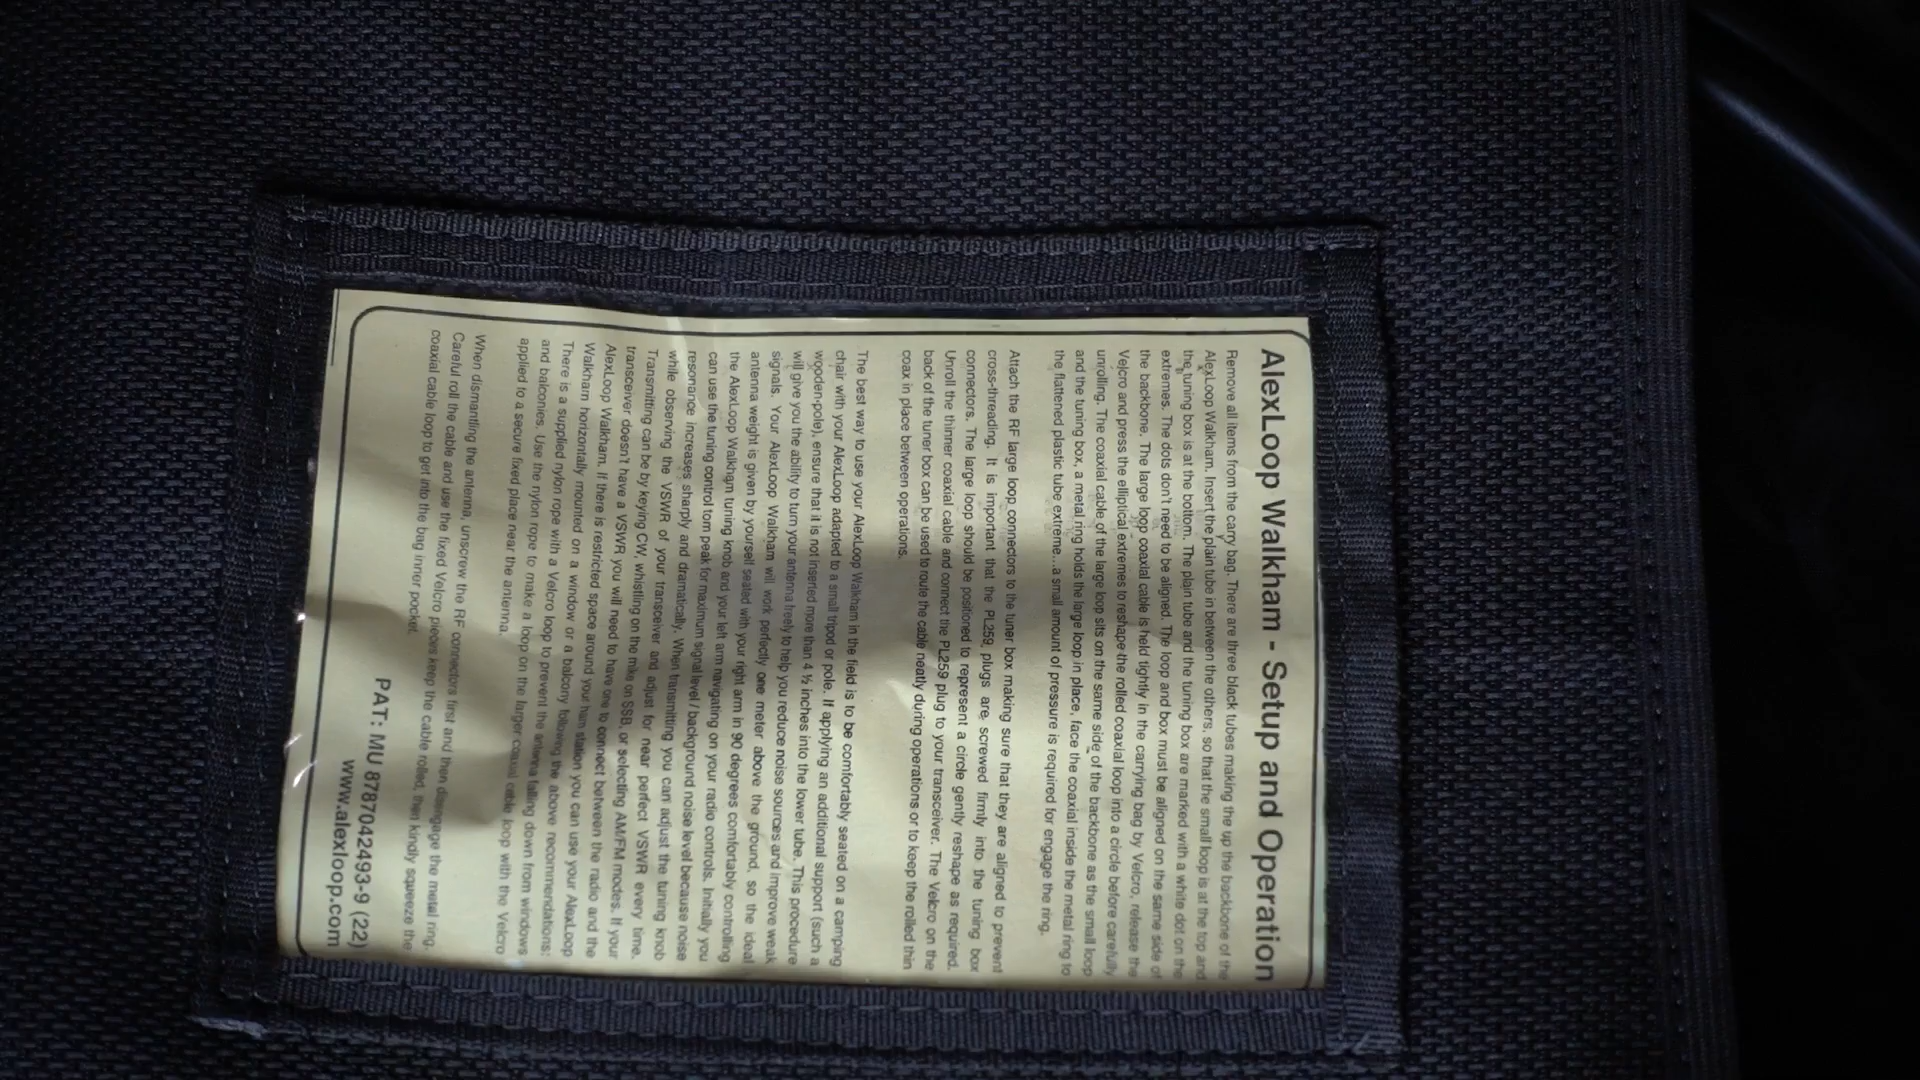 AlexLoop Walkham - Setup and Operation
Remove all items from the carry bag. There are three black tubes making the up the backbone of the
AlexLoop Walkham. Insert the plain tube in between the others, so that the small loop is at the top and
the tuning box is at the bottom. The plain tube and the tuning box are marked with a white dot on the
extremes. The dots don't need to be aligned. The loop and box must be aligned on the same side of
the backbone. The large loop coaxial cable is held tightly in the carrying bag by Velcro, release the
Velcro and press the elliptical extremes to reshape the rolled coaxial loop into a circle before carefully
unrolling. The coaxial cable of the large loop sits on the same side of the backbone as the small loop
and the tuning box, a metal ring holds the large loop in place, face the coaxial inside the metal ring to
the flattened plastic tube extreme...a small amount of pressure is required for engage the ring.
Attach the RF large loop connectors to the tuner box making sure that they are aligned to prevent
cross-threading. It is important that the PL259 plugs are screwed firmly into the tuning box
connectors. The large loop should be positioned to represent a circle gently reshape as required.
Unroll the thinner coaxial cable and connect the PL259 plug to your transceiver. The Velcro on the
back of the tuner box can be used to route the cable neatly during operations or to keep the rolled thin
coax in place between operations.
The best way to use your AlexLoop Walkham in the field is to be comfortably seated on a camping
chair with your AlexLoop adapted to a small tripod or pole. If applying an additional support (such a
wooden-pole), ensure that it is not inserted more than 4 ½ inches into the lower tube. This procedure
will give you the ability to turn your antenna freely to help you reduce noise sources and improve weak
signals. Your AlexLoop Walkham will work perfectly one meter above the ground, so the ideal
antenna weight is given by yourself seated with your right arm in 90 degrees comfortably controlling
the AlexLoop Walkham tuning knob and your left arm navigating on your radio controls. Initially you
can use the tuning control tom peak for maximum signal level / background noise level because noise
resonance increases sharply and dramatically. When transmitting you can adjust the tuning knob
while observing the VSWR of your transceiver and adjust for near perfect VSWR every time.
Transmitting can be by keying CW, whistling on the mike on SSB, or selecting AM/FM modes. If your
transceiver doesn't have a VSWR you will need to have one to connect between the radio and the
AlexLoop Walkham. If there is restricted space around your ham station you can use your AlexLoop
Walkham horizontally mounted on a window or a balcony following the above recommendations:
There is a supplied nylon rope with a Velcro loop to prevent the antenna falling down from windows
and balconies. Use the nylon rope to make a loop on the larger coaxial cable loop with the Velcro
applied to a secure fixed place near the antenna.
When dismantling the antenna, unscrew the RF connectors first and then disengage the metal ring.
Careful roll the cable and use the fixed Velcro pieces keep the cable rolled, then kindly squeeze the
coaxial cable loop to get into the bag inner pocket.
PAT: MU 8787042493-9 (22)
www.alexloop.com